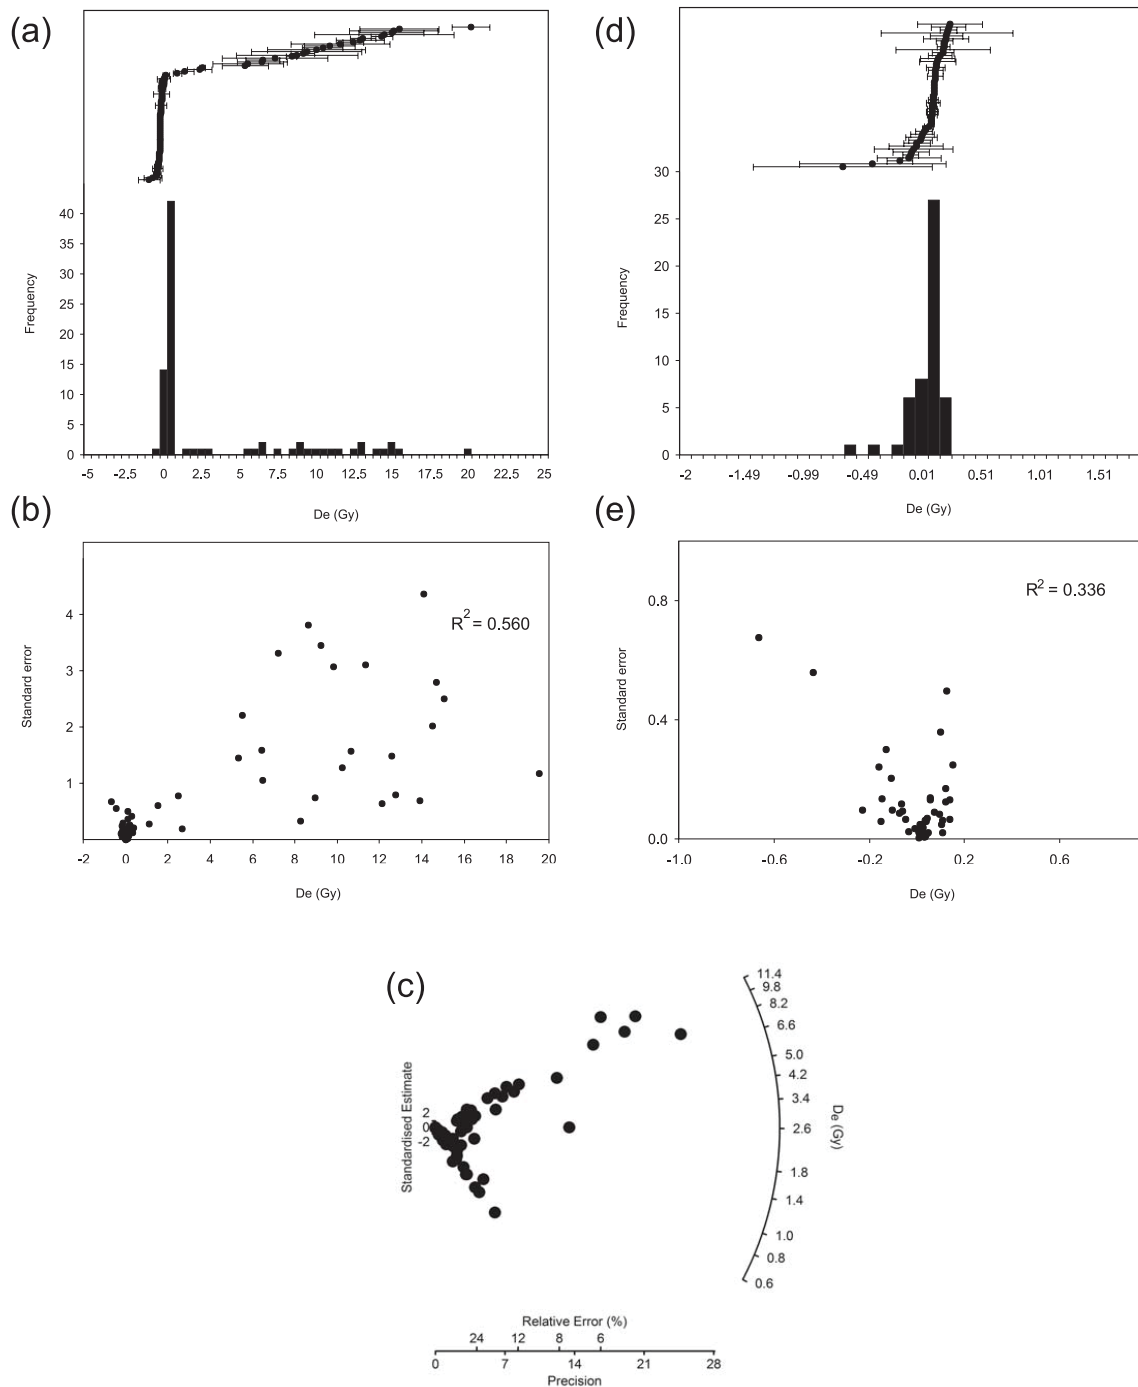 (a)
Frequency
40
35
30
25
20
15
10
5
0
-5 -2.5 0 2.5 5 7.5 10 12.5 15 17.5 20 22.5 25
De (Gy)
(d)
Frequency
30
25
20
15
10
5
0
-2 -1.49 -0.99 -0.49 0.01 0.51 1.01 1.51
De (Gy)
(b)
Standard error
R2 = 0.560
4
3
2
1
-2 0 2 4 6 8 10 12 14 16 18 20
De (Gy)
(e)
Standard error
R2 = 0.336
0.8
0.4
0.0
-1.0 -0.6 -0.2 0.2 0.6
De (Gy)
(c)
Standardised Estimate
2
0
-2
11.4
9.8
8.2
6.6
5.0
4.2
3.4
2.6
1.8
1.4
1.0
0.8
0.6
De (Gy)
Relative Error (%)
24 12 8 6
0 7 14 21 28
Precision